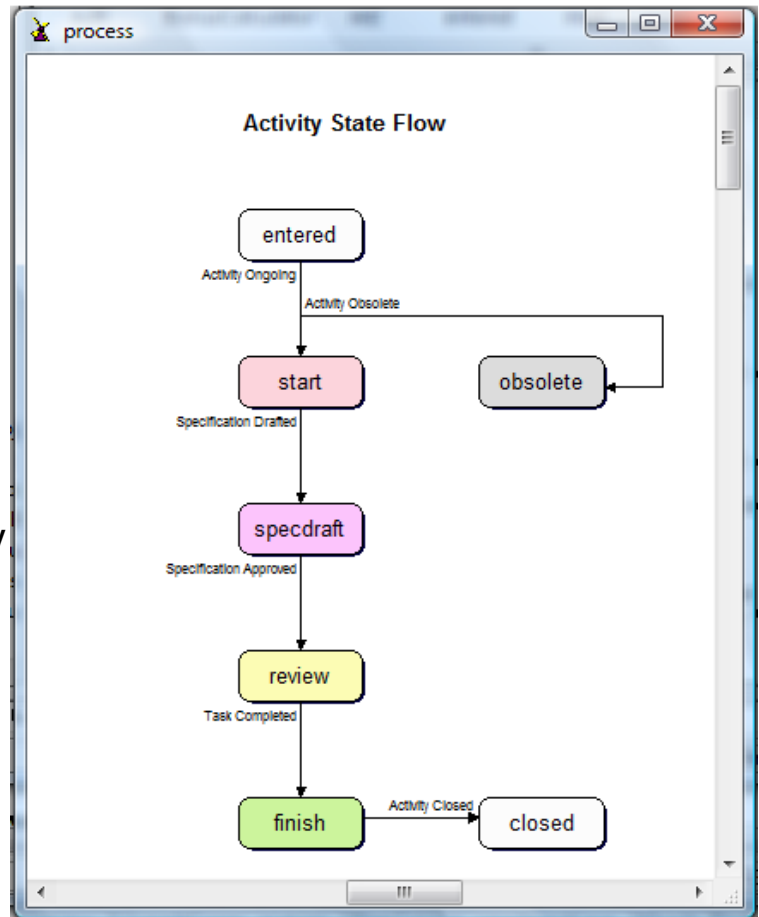 process
Activity State Flow
entered
Activity Ongoing
Activity Obsolete
start
obsolete
Specification Drafted
specdraft
Specification Approved
review
Task Completed
finish
Activity Closed
closed